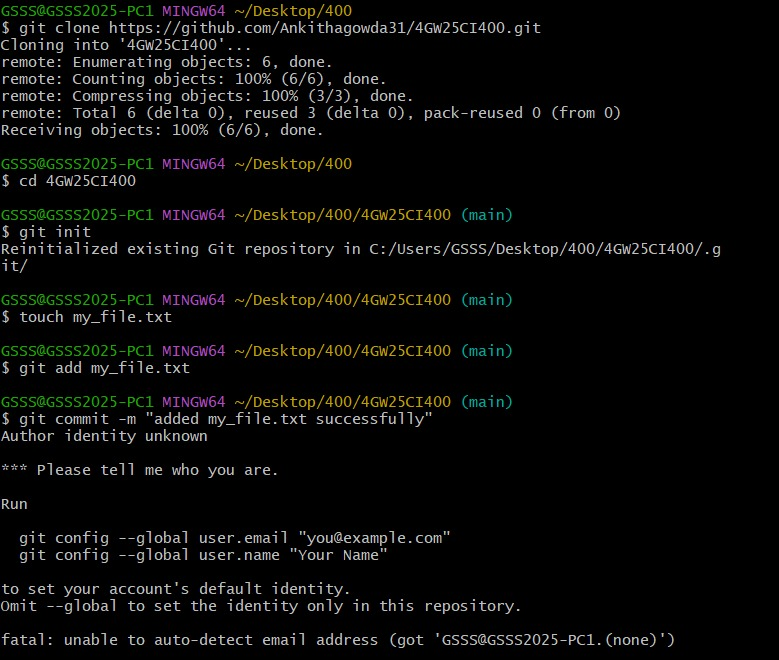 GSSS@GSSS2025-PC1 MINGW64 ~/Desktop/400
$ git clone https://github.com/Ankithagowda31/4GW25CI400.git
Cloning into '4GW25CI400'...
remote: Enumerating objects: 6, done.
remote: Counting objects: 100% (6/6), done.
remote: Compressing objects: 100% (3/3), done.
remote: Total 6 (delta 0), reused 3 (delta 0), pack-reused 0 (from 0)
Receiving objects: 100% (6/6), done.
GSSS@GSSS2025-PC1 MINGW64 ~/Desktop/400
$ cd 4GW25CI400
GSSS@GSSS2025-PC1 MINGW64 ~/Desktop/400/4GW25CI400 (main)
$ git init
Reinitialized existing Git repository in C:/Users/GSSS/Desktop/400/4GW25CI400/.g
it/
GSSS@GSSS2025-PC1 MINGW64 ~/Desktop/400/4GW25CI400 (main)
$ touch my_file.txt
GSSS@GSSS2025-PC1 MINGW64 ~/Desktop/400/4GW25CI400 (main)
$ git add my_file.txt
GSSS@GSSS2025-PC1 MINGW64 ~/Desktop/400/4GW25CI400 (main)
$ git commit -m "added my_file.txt successfully"
Author identity unknown
*** Please tell me who you are.
Run
git config --global user.email "you@example.com"
git config --global user.name "Your Name"
to set your account's default identity.
Omit --global to set the identity only in this repository.
fatal: unable to auto-detect email address (got 'GSSS@GSSS2025-PC1.(none)')